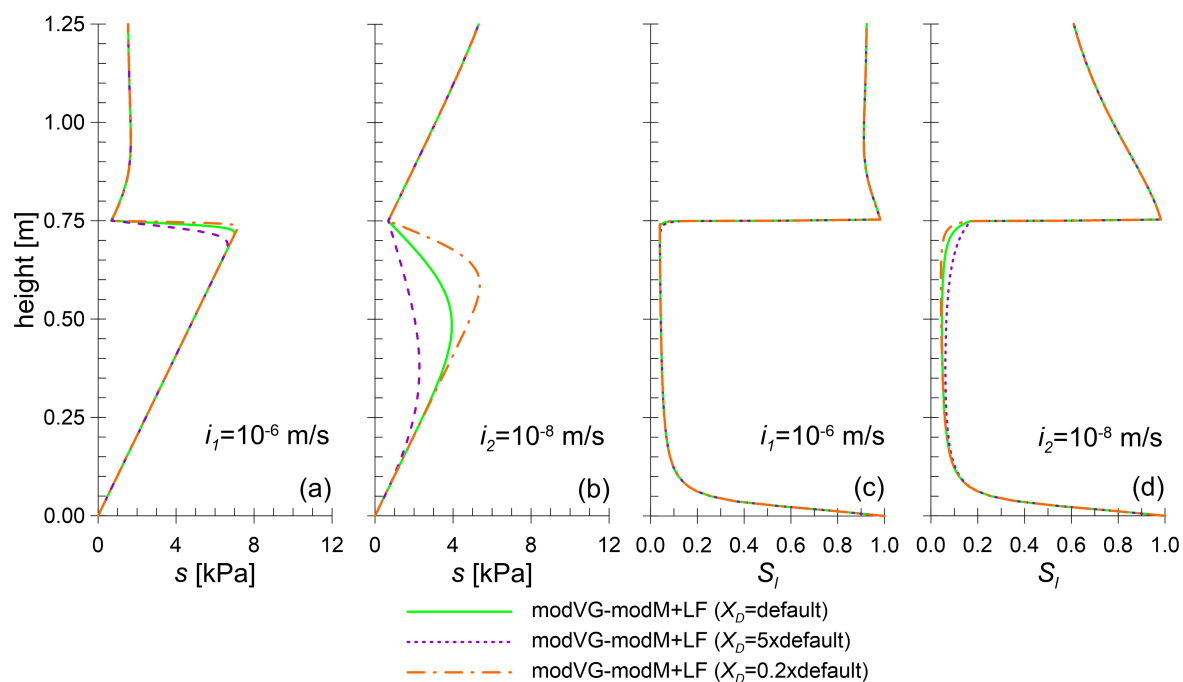 1.25
1.00
0.75
0.50
0.25
0.00
height [m]
i1=10-6 m/s
(a)
0 4 8 12
s [kPa]
i2=10-8 m/s
(b)
0 4 8 12
s [kPa]
i1=10-6 m/s
(c)
0.0 0.2 0.4 0.6 0.8 1.0
Sl
i2=10-8 m/s
(d)
0.0 0.2 0.4 0.6 0.8 1.0
Sl
modVG-modM+LF (XD=default)
modVG-modM+LF (XD=5xdefault)
modVG-modM+LF (XD=0.2xdefault)